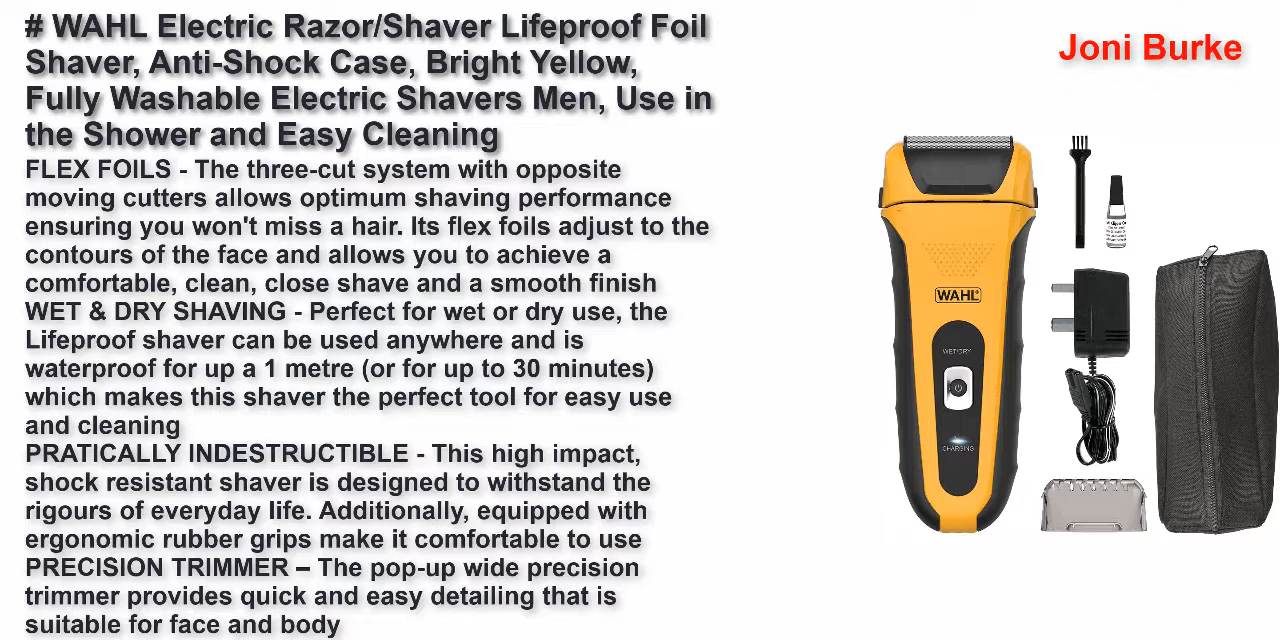 # WAHL Electric Razor/Shaver Lifeproof Foil
Shaver, Anti-Shock Case, Bright Yellow,
Fully Washable Electric Shavers Men, Use in
the Shower and Easy Cleaning
FLEX FOILS - The three-cut system with opposite
moving cutters allows optimum shaving performance
ensuring you won't miss a hair. Its flex foils adjust to the
contours of the face and allows you to achieve a
comfortable, clean, close shave and a smooth finish
WET & DRY SHAVING - Perfect for wet or dry use, the
Lifeproof shaver can be used anywhere and is
waterproof for up a 1 metre (or for up to 30 minutes)
which makes this shaver the perfect tool for easy use
and cleaning
PRATICALLY INDESTRUCTIBLE - This high impact,
shock resistant shaver is designed to withstand the
rigours of everyday life. Additionally, equipped with
ergonomic rubber grips make it comfortable to use
PRECISION TRIMMER – The pop-up wide precision
trimmer provides quick and easy detailing that is
suitable for face and body
Joni Burke
WAHL
WET/DRY
CHARGING